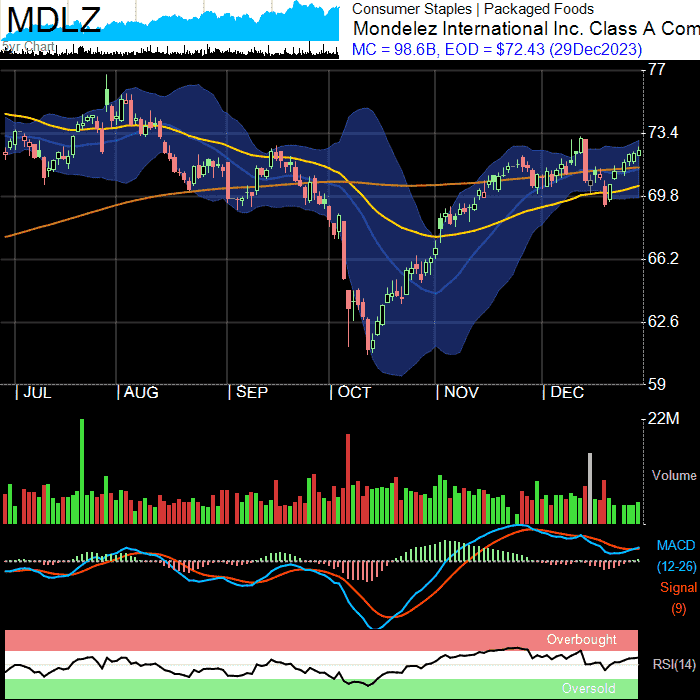 MDLZ
5yr Chart
Consumer Staples | Packaged Foods
Mondelez International Inc. Class A Com
MC = 98.6B, EOD = $72.43 (29Dec2023)
77
73.4
69.8
66.2
62.6
59
JUL
AUG
SEP
OCT
NOV
DEC
22M
Volume
MACD
(12-26)
Signal
(9)
Overbought
RSI(14)
Oversold